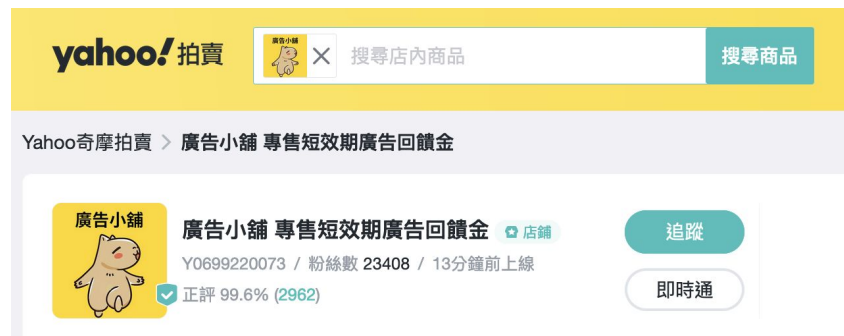 yahoo!拍賣
廣告小舖
搜尋店內商品
搜尋商品
Yahoo奇摩拍賣 > 廣告小舖 專售短效期廣告回饋金
廣告小舖
廣告小舖 專售短效期廣告回饋金 店鋪
追蹤
Y0699220073 / 粉絲數 23408 / 13分鐘前上線
正評 99.6% (2962)
即時通